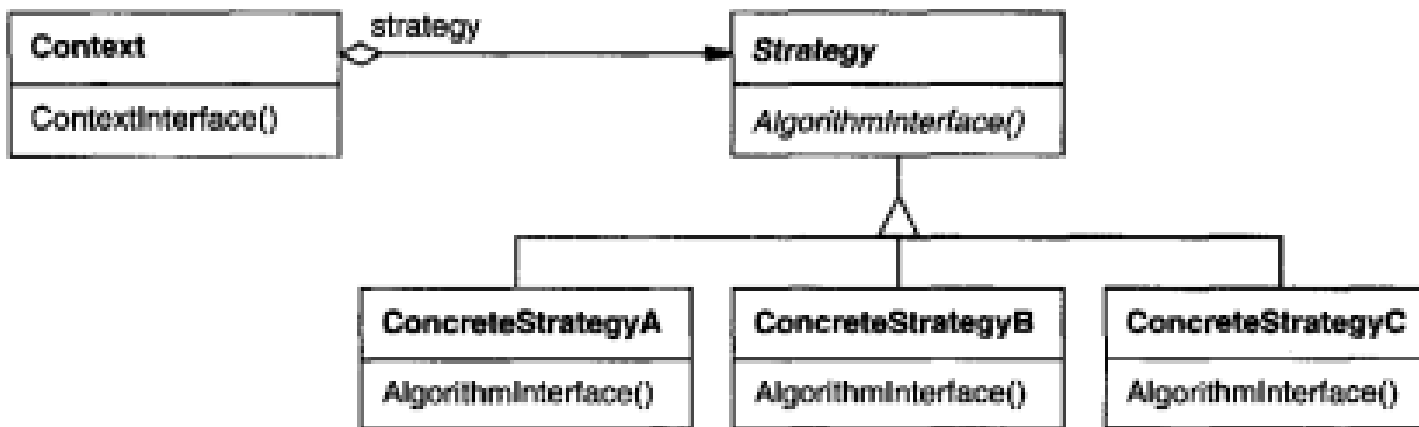 strategy
Context
Strategy
ContextInterface()
AlgorithmInterface()
ConcreteStrategyA
ConcreteStrategyB
ConcreteStrategyC
AlgorithmInterface()
AlgorithmInterface()
AlgorithmInterface()